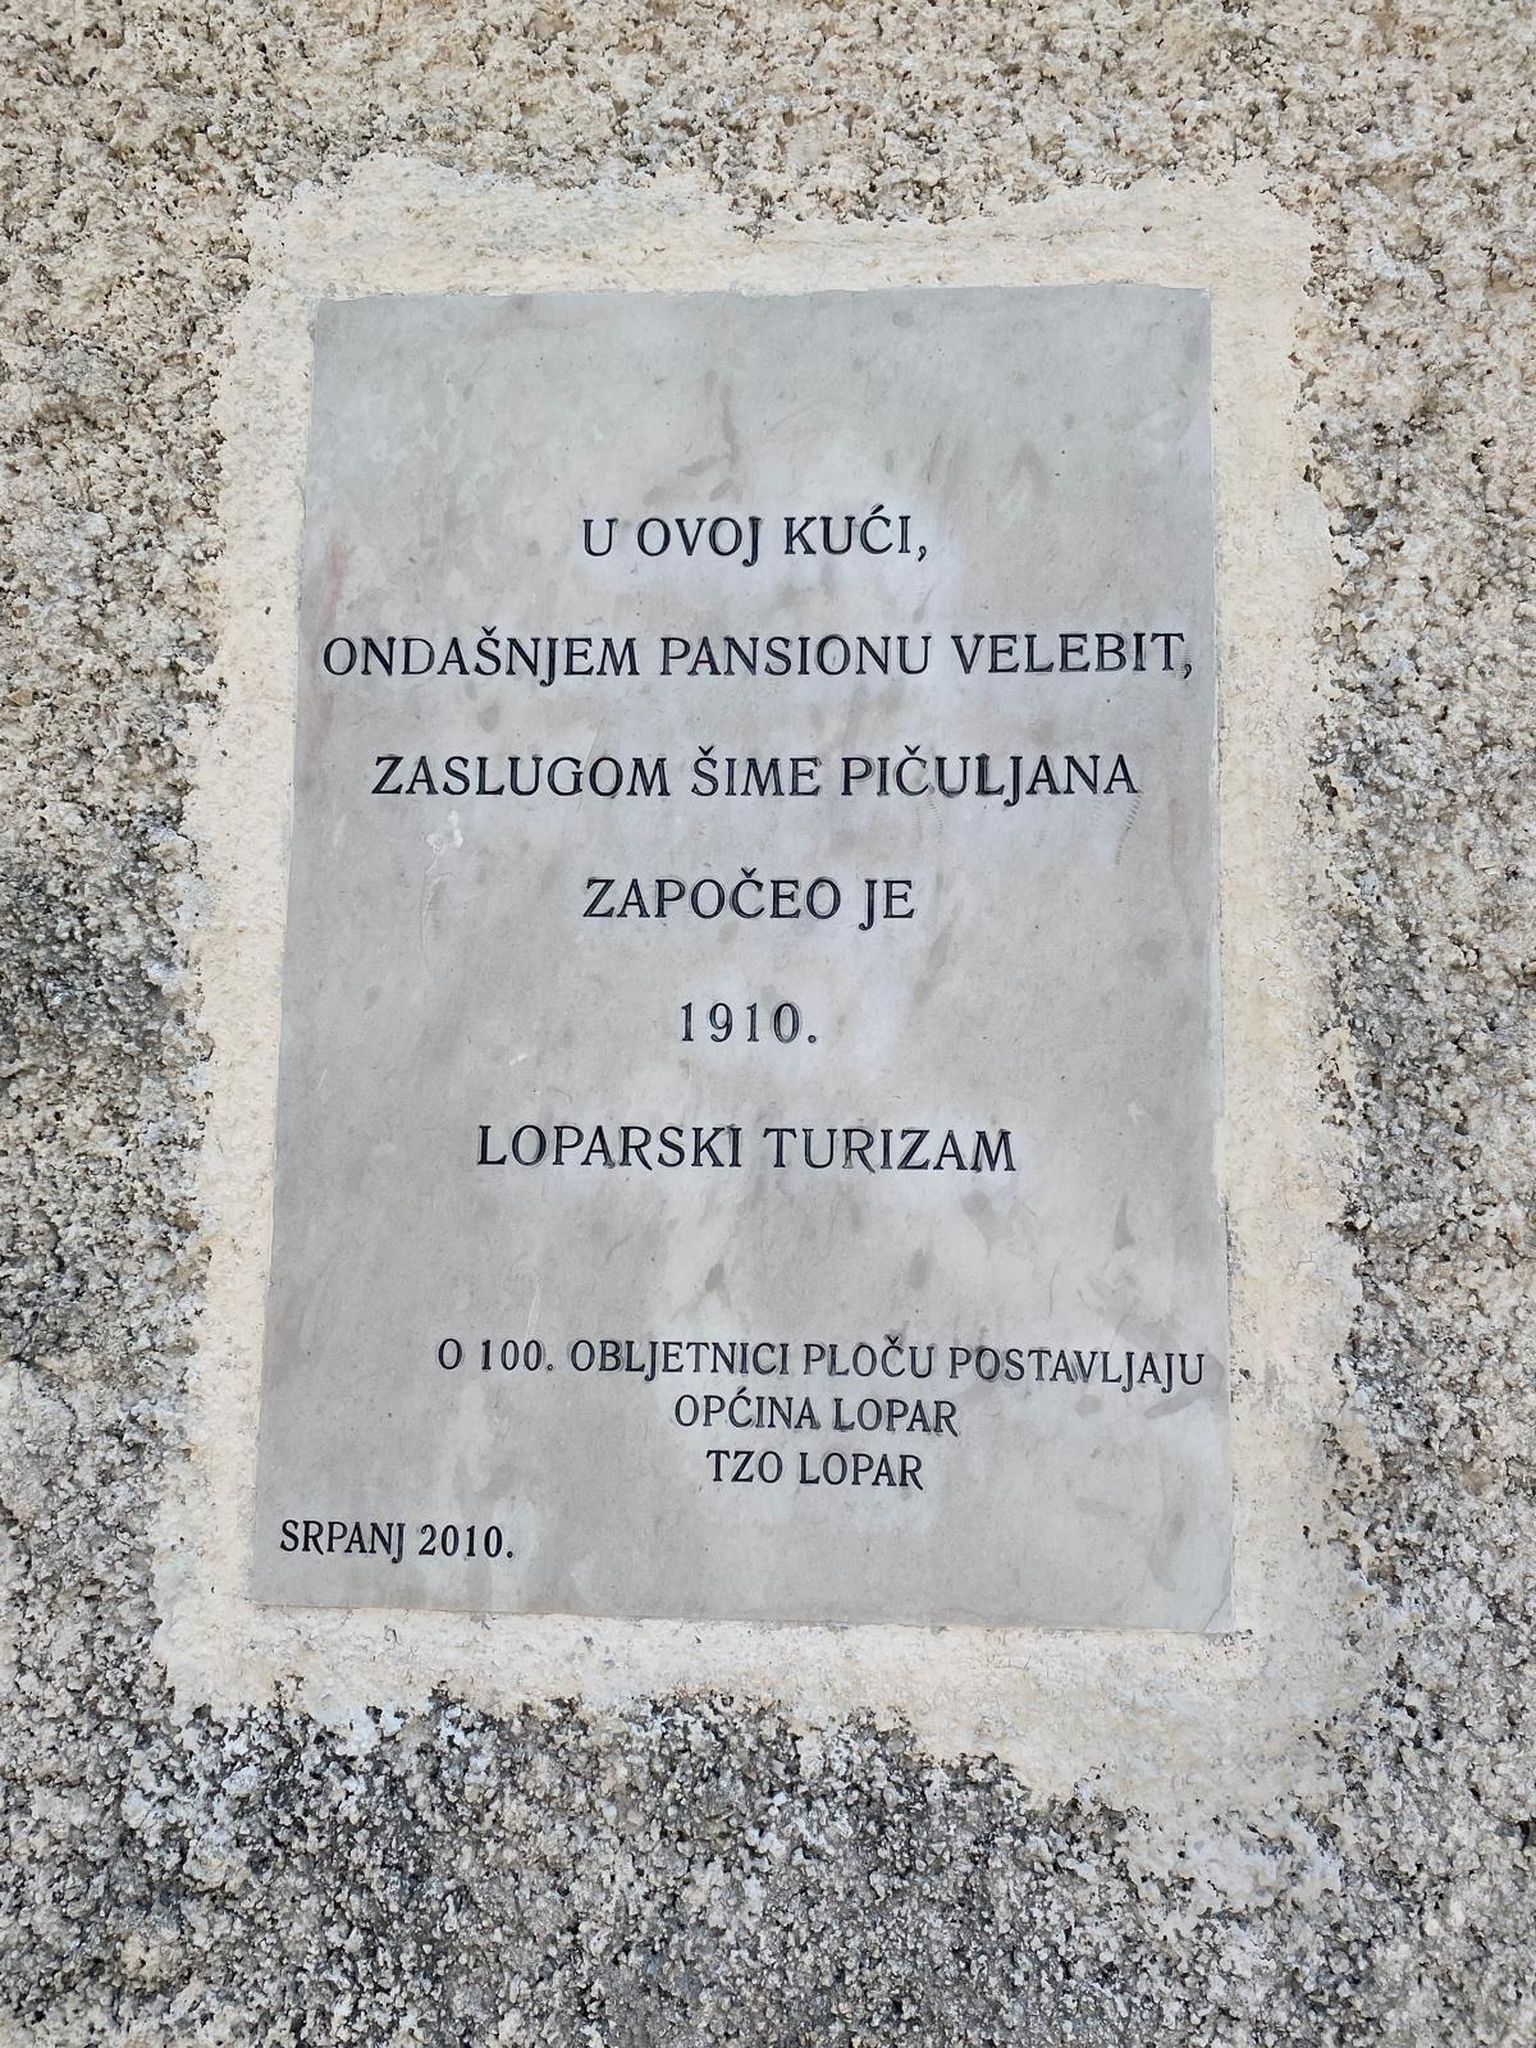 U OVOJ KUĆI,
ONDAŠNJEM PANSIONU VELEBIT,
ZASLUGOM ŠIME PIČULJANA
ZAPOČEO JE
1910.
LOPARSKI TURIZAM
O 100. OBLJETNICI PLOČU POSTAVLJAJU
OPĆINA LOPAR
TZO LOPAR
SRPANJ 2010.